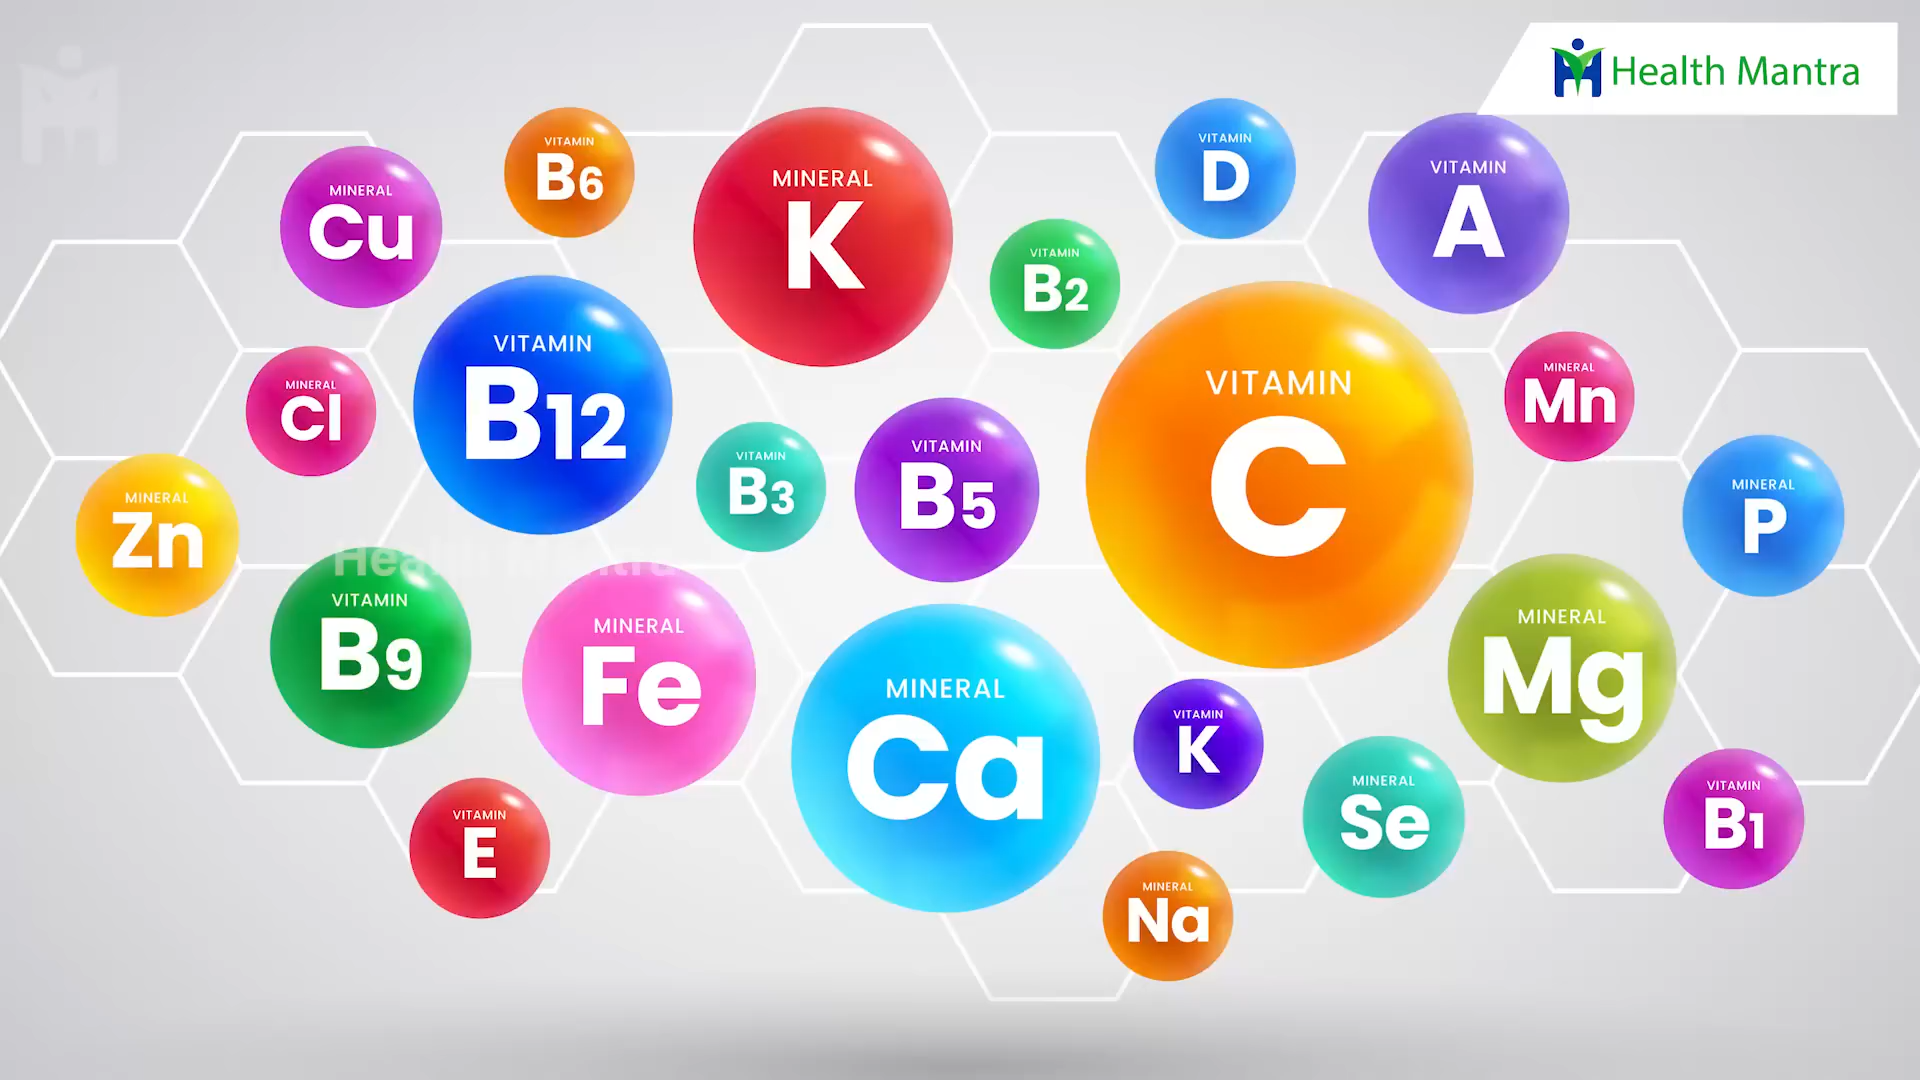 Health Mantra
VITAMIN
B6
VITAMIN
D
MINERAL
K
VITAMIN
A
MINERAL
Cu
VITAMIN
B2
VITAMIN
B12
VITAMIN
C
MINERAL
Mn
MINERAL
Cl
VITAMIN
B3
VITAMIN
B5
MINERAL
P
MINERAL
Zn
Health Mantra
VITAMIN
B9
MINERAL
Fe
MINERAL
Mg
MINERAL
Ca
VITAMIN
K
MINERAL
Se
VITAMIN
B1
VITAMIN
E
MINERAL
Na